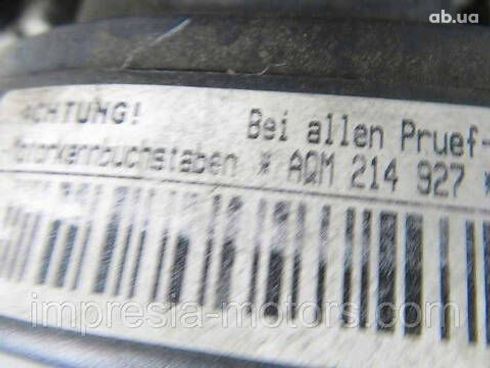 ab.ua
ACHTUNG! Bei allen Pruef-
Motorkennbuchstaben * AQM 214 927 *
impresia-motors.com